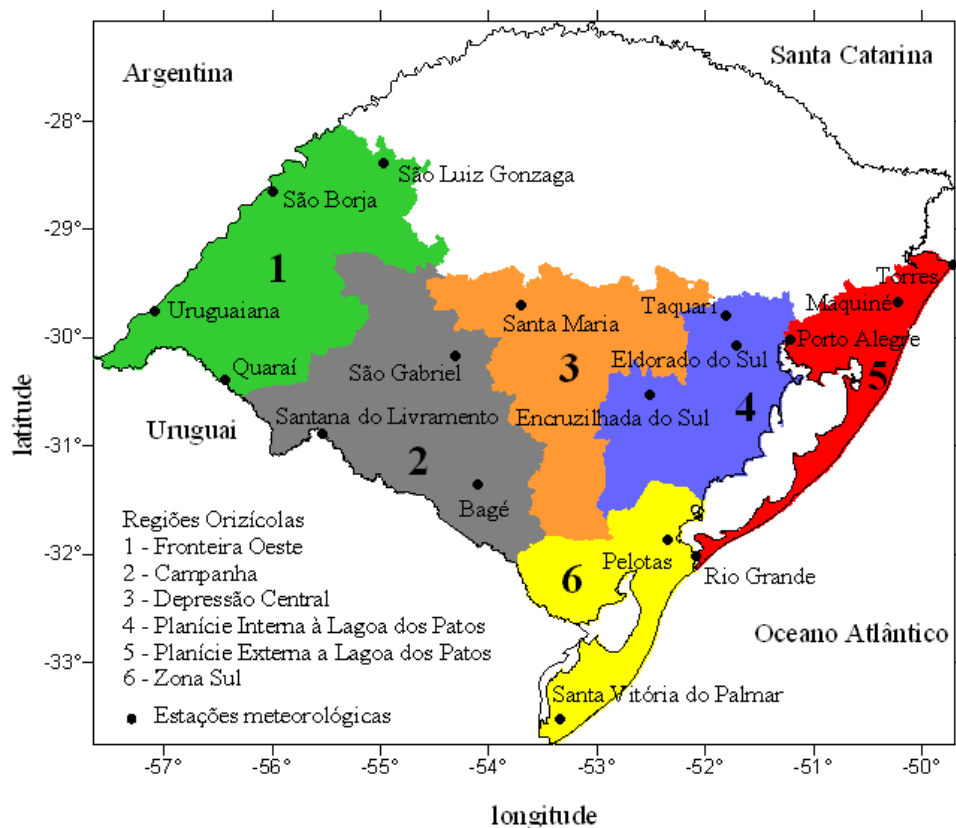 Santa Catarina
Argentina
-28°
São Luiz Gonzaga
São Borja
-29°
1
Torres
Maquiné
Taquari
Uruguaiana
Santa Maria
-30°
Porto Alegre
Eldorado do Sul
Quaraí
São Gabriel
3
5
Santana do Livramento
Encruzilhada do Sul
4
Uruguai
latitude
-31°
2
Bagé
Regiões Orizícolas
1 - Fronteira Oeste
-32°
Pelotas
2 - Campanha
6
Rio Grande
3 - Depressão Central
4 - Planície Interna à Lagoa dos Patos
Oceano Atlântico
5 - Planície Externa a Lagoa dos Patos
-33°
6 - Zona Sul
Santa Vitória do Palmar
Estações meteorológicas
-57° -56° -55° -54° -53° -52° -51° -50°
longitude